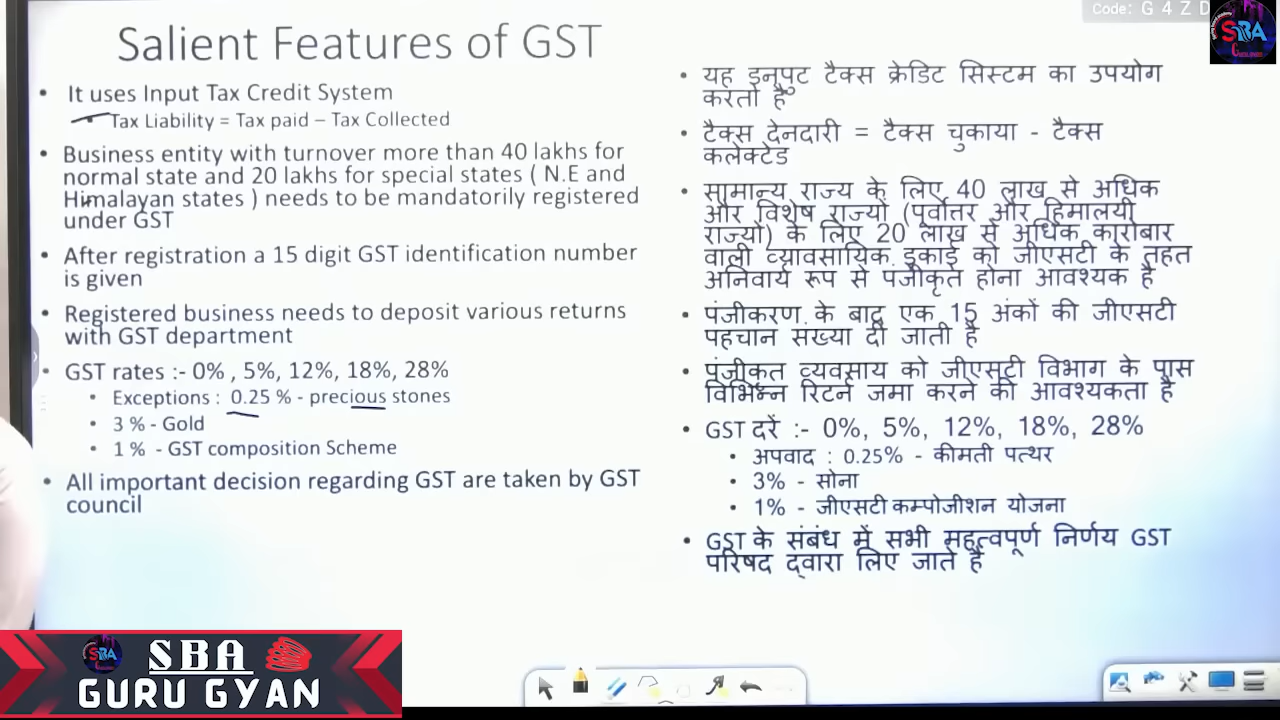 Code: G 4 Z D
SBA
Salient Features of GST
• It uses Input Tax Credit System
• Tax Liability = Tax paid – Tax Collected
• Business entity with turnover more than 40 lakhs for
normal state and 20 lakhs for special states ( N.E and
Himalayan states ) needs to be mandatorily registered
under GST
• After registration a 15 digit GST identification number
is given
• Registered business needs to deposit various returns
with GST department
• GST rates :- 0% , 5%, 12%, 18%, 28%
• Exceptions : 0.25 % - precious stones
• 3 % - Gold
• 1 % - GST composition Scheme
• All important decision regarding GST are taken by GST
council
• यह इनपुट टैक्स क्रेडिट सिस्टम का उपयोग
करता है
• टैक्स देनदारी = टैक्स चुकाया - टैक्स
कलेक्टेड
• सामान्य राज्य के लिए 40 लाख से अधिक
और विशेष राज्यों (पूर्वोत्तर और हिमालयी
राज्यों) के लिए 20 लाख से अधिक कारोबार
वाली व्यावसायिक इकाई को जीएसटी के तहत
अनिवार्य रूप से पंजीकृत होना आवश्यक है
• पंजीकरण के बाद एक 15 अंकों की जीएसटी
पहचान संख्या दी जाती है
• पंजीकृत व्यवसाय को जीएसटी विभाग के पास
विभिन्न रिटर्न जमा करने की आवश्यकता है
• GST दरें :- 0%, 5%, 12%, 18%, 28%
• अपवाद : 0.25% - कीमती पत्थर
• 3% - सोना
• 1% - जीएसटी कम्पोजीशन योजना
• GST के संबंध में सभी महत्वपूर्ण निर्णय GST
परिषद द्वारा लिए जाते हैं
SBA
SBA
GURU GYAN